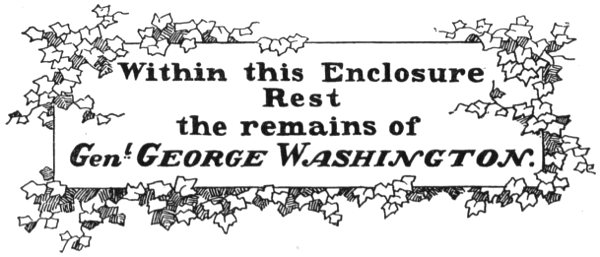 Within this Enclosure
Rest
the remains of
Genl. GEORGE WASHINGTON.